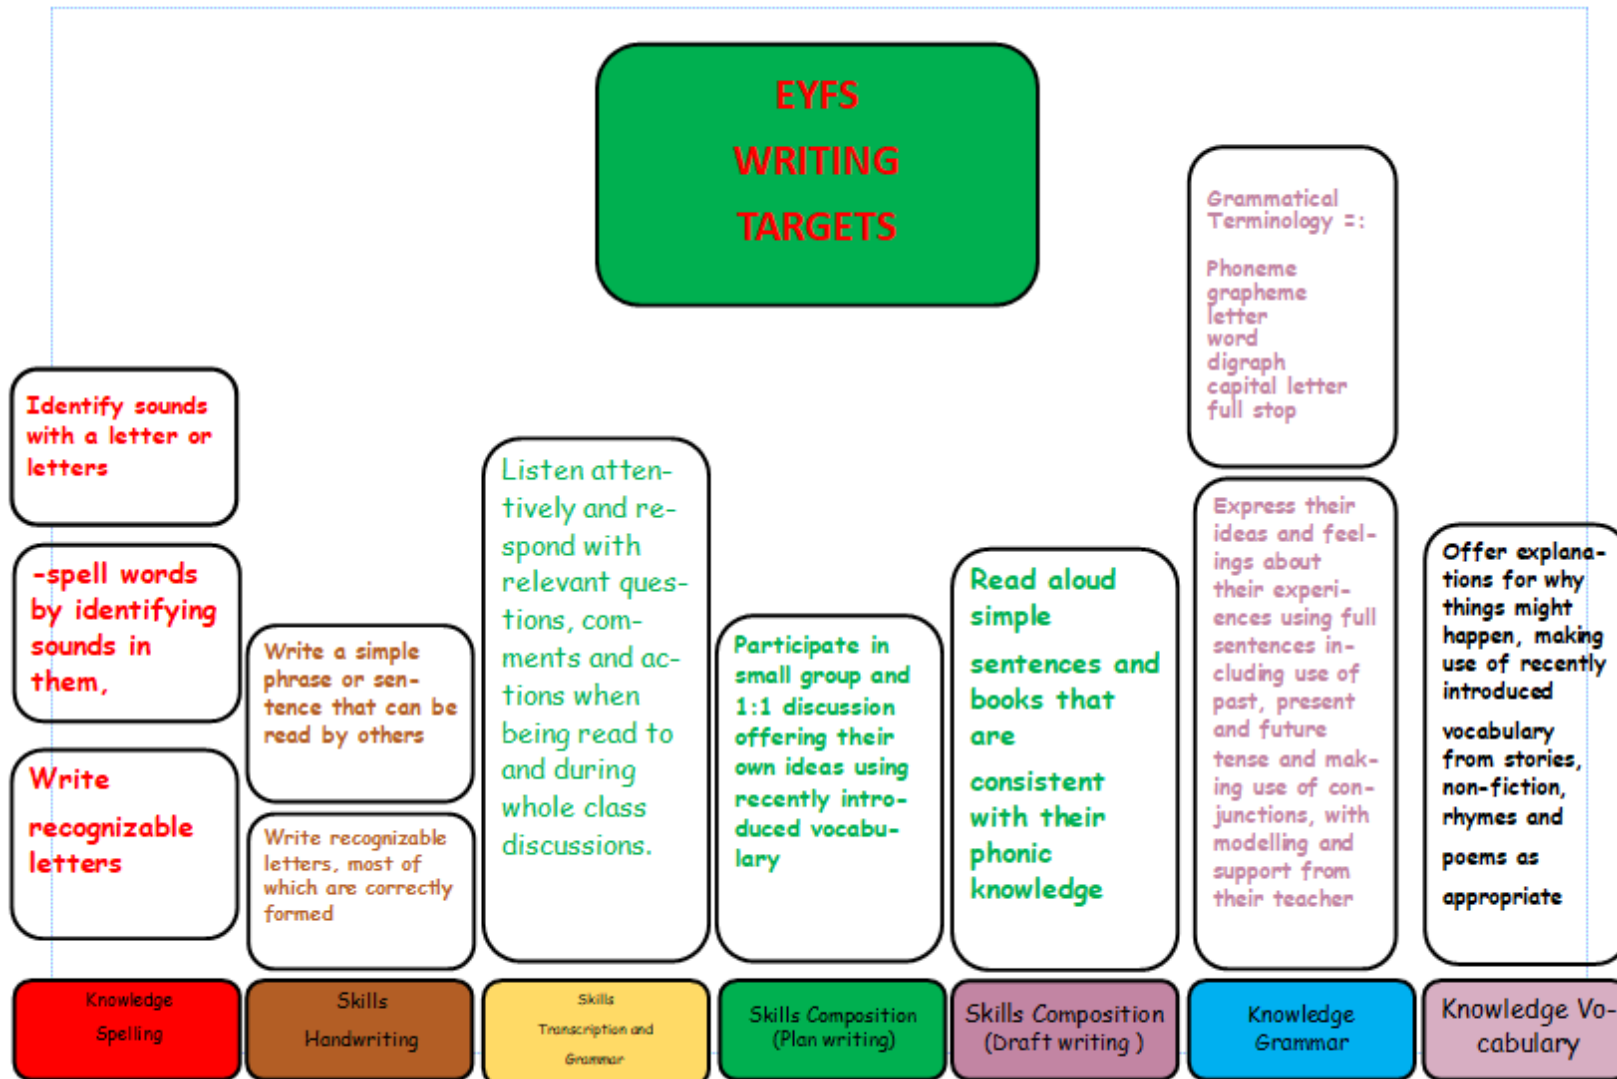 EYFS
WRITING
TARGETS
Identify sounds
with a letter or
letters
-spell words
by identifying
sounds in
them,
Write
recognizable
letters
Knowledge
Spelling
Write a simple
phrase or sen-
tence that can be
read by others
Write recognizable
letters, most of
which are correctly
formed
Skills
Handwriting
Listen atten-
tively and re-
spond with
relevant ques-
tions, com-
ments and ac-
tions when
being read to
and during
whole class
discussions.
Skills
Transcription and
Grammar
Participate in
small group and
1:1 discussion
offering their
own ideas using
recently intro-
duced vocabu-
lary
Skills Composition
(Plan writing)
Read aloud
simple
sentences and
books that
are
consistent
with their
phonic
knowledge
Skills Composition
(Draft writing )
Grammatical
Terminology =:
Phoneme
grapheme
letter
word
digraph
capital letter
full stop
Express their
ideas and feel-
ings about
their experi-
ences using full
sentences in-
cluding use of
past, present
and future
tense and mak-
ing use of con-
junctions, with
modelling and
support from
their teacher
Knowledge
Grammar
Offer explana-
tions for why
things might
happen, making
use of recently
introduced
vocabulary
from stories,
non-fiction,
rhymes and
poems as
appropriate
Knowledge Vo-
cabulary